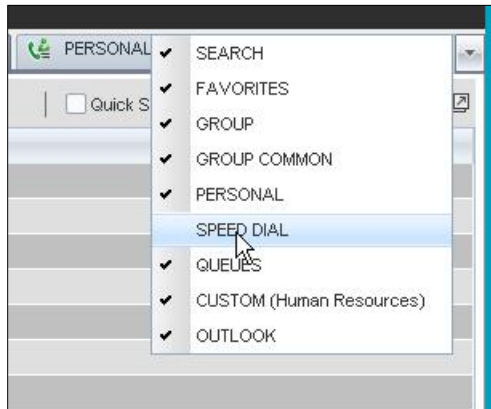 PERSONAL
Quick S
SEARCH
FAVORITES
GROUP
GROUP COMMON
PERSONAL
SPEED DIAL
QUEUES
CUSTOM (Human Resources)
OUTLOOK